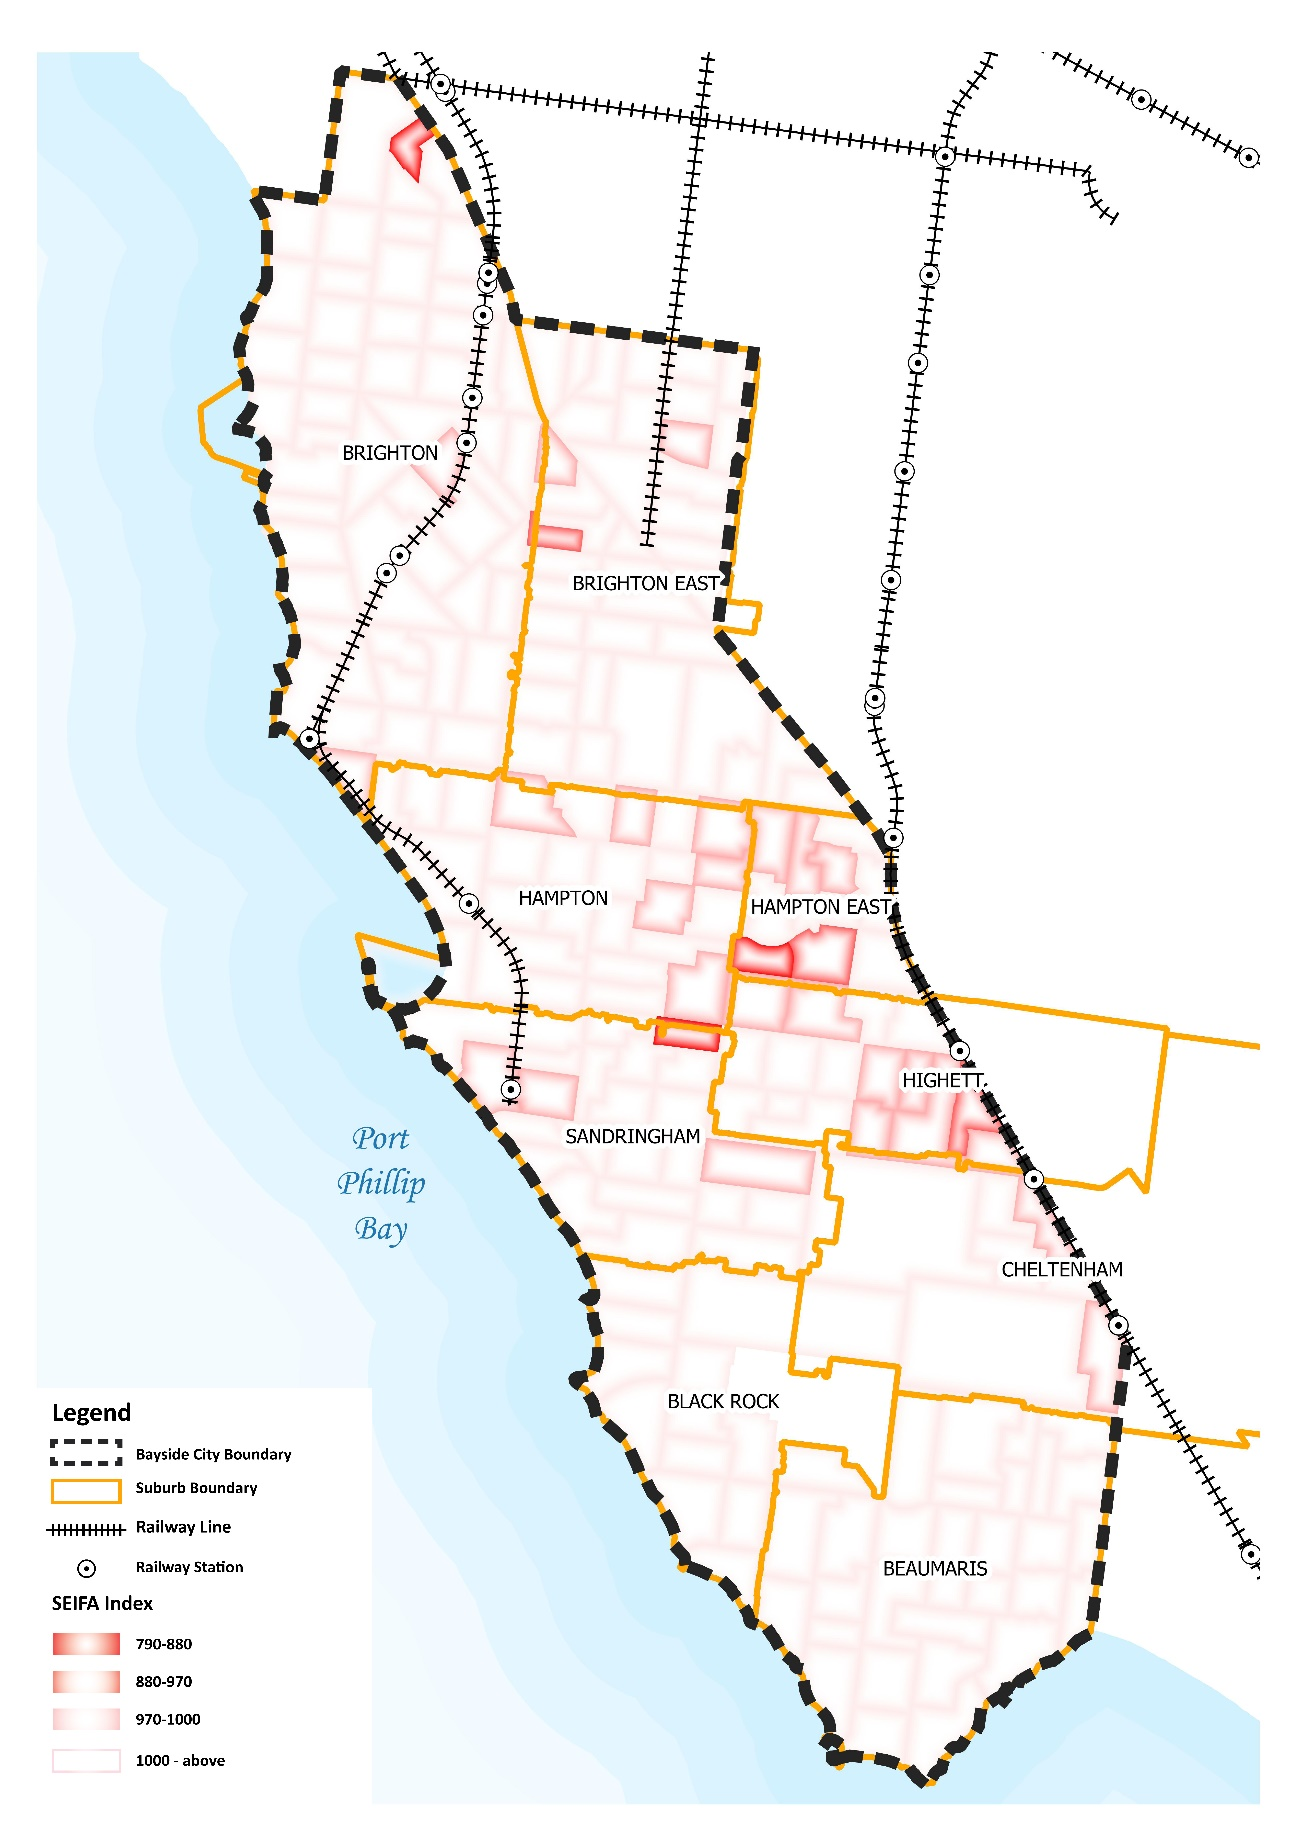 BRIGHTON
BRIGHTON EAST
HAMPTON
HAMPTON EAST
HIGHETT
SANDRINGHAM
Port
Phillip
Bay
CHELTENHAM
BLACK ROCK
BEAUMARIS
Legend
Bayside City Boundary
Suburb Boundary
Railway Line
Railway Station
SEIFA Index
790-880
880-970
970-1000
1000 - above